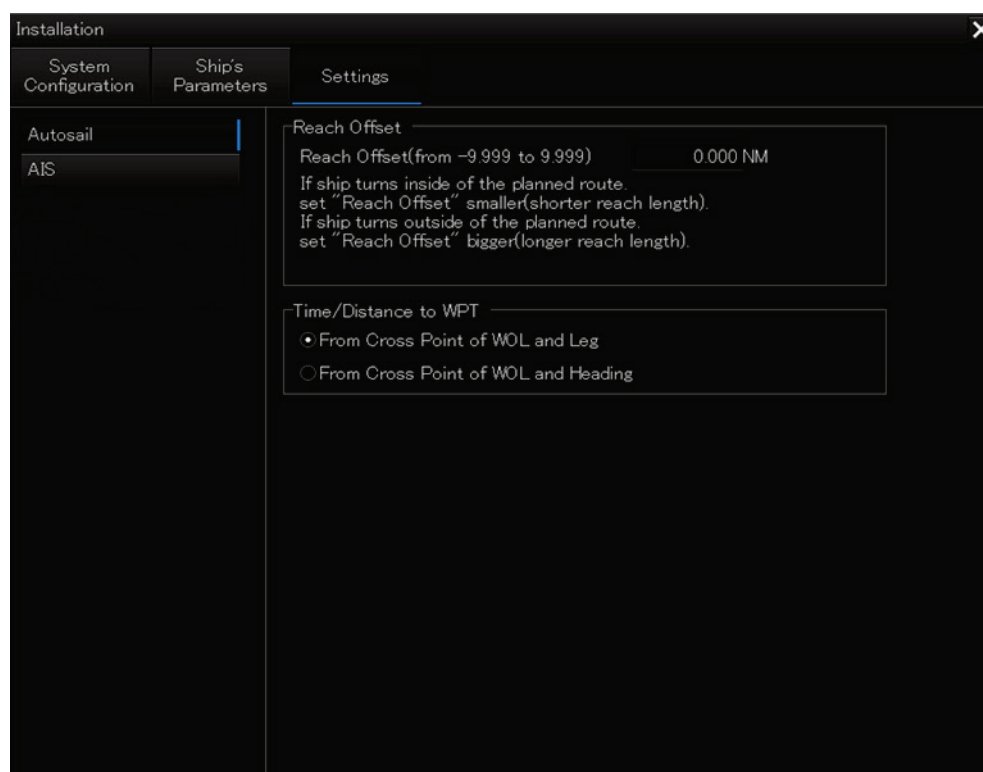 Installation
System Configuration
Ship's Parameters
Settings
Autosail
AIS
Reach Offset
Reach Offset(from -9.999 to 9.999) 0.000 NM
If ship turns inside of the planned route.
set "Reach Offset" smaller(shorter reach length).
If ship turns outside of the planned route.
set "Reach Offset" bigger(longer reach length).
Time/Distance to WPT
From Cross Point of WOL and Leg
From Cross Point of WOL and Heading